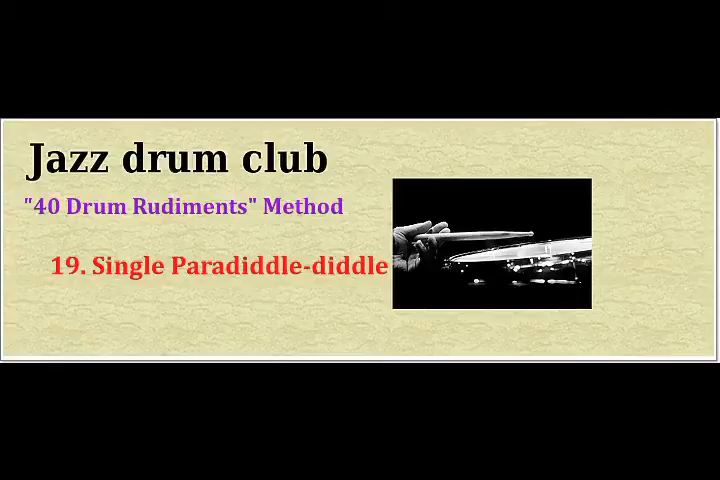 Jazz drum club
"40 Drum Rudiments" Method
19. Single Paradiddle-diddle